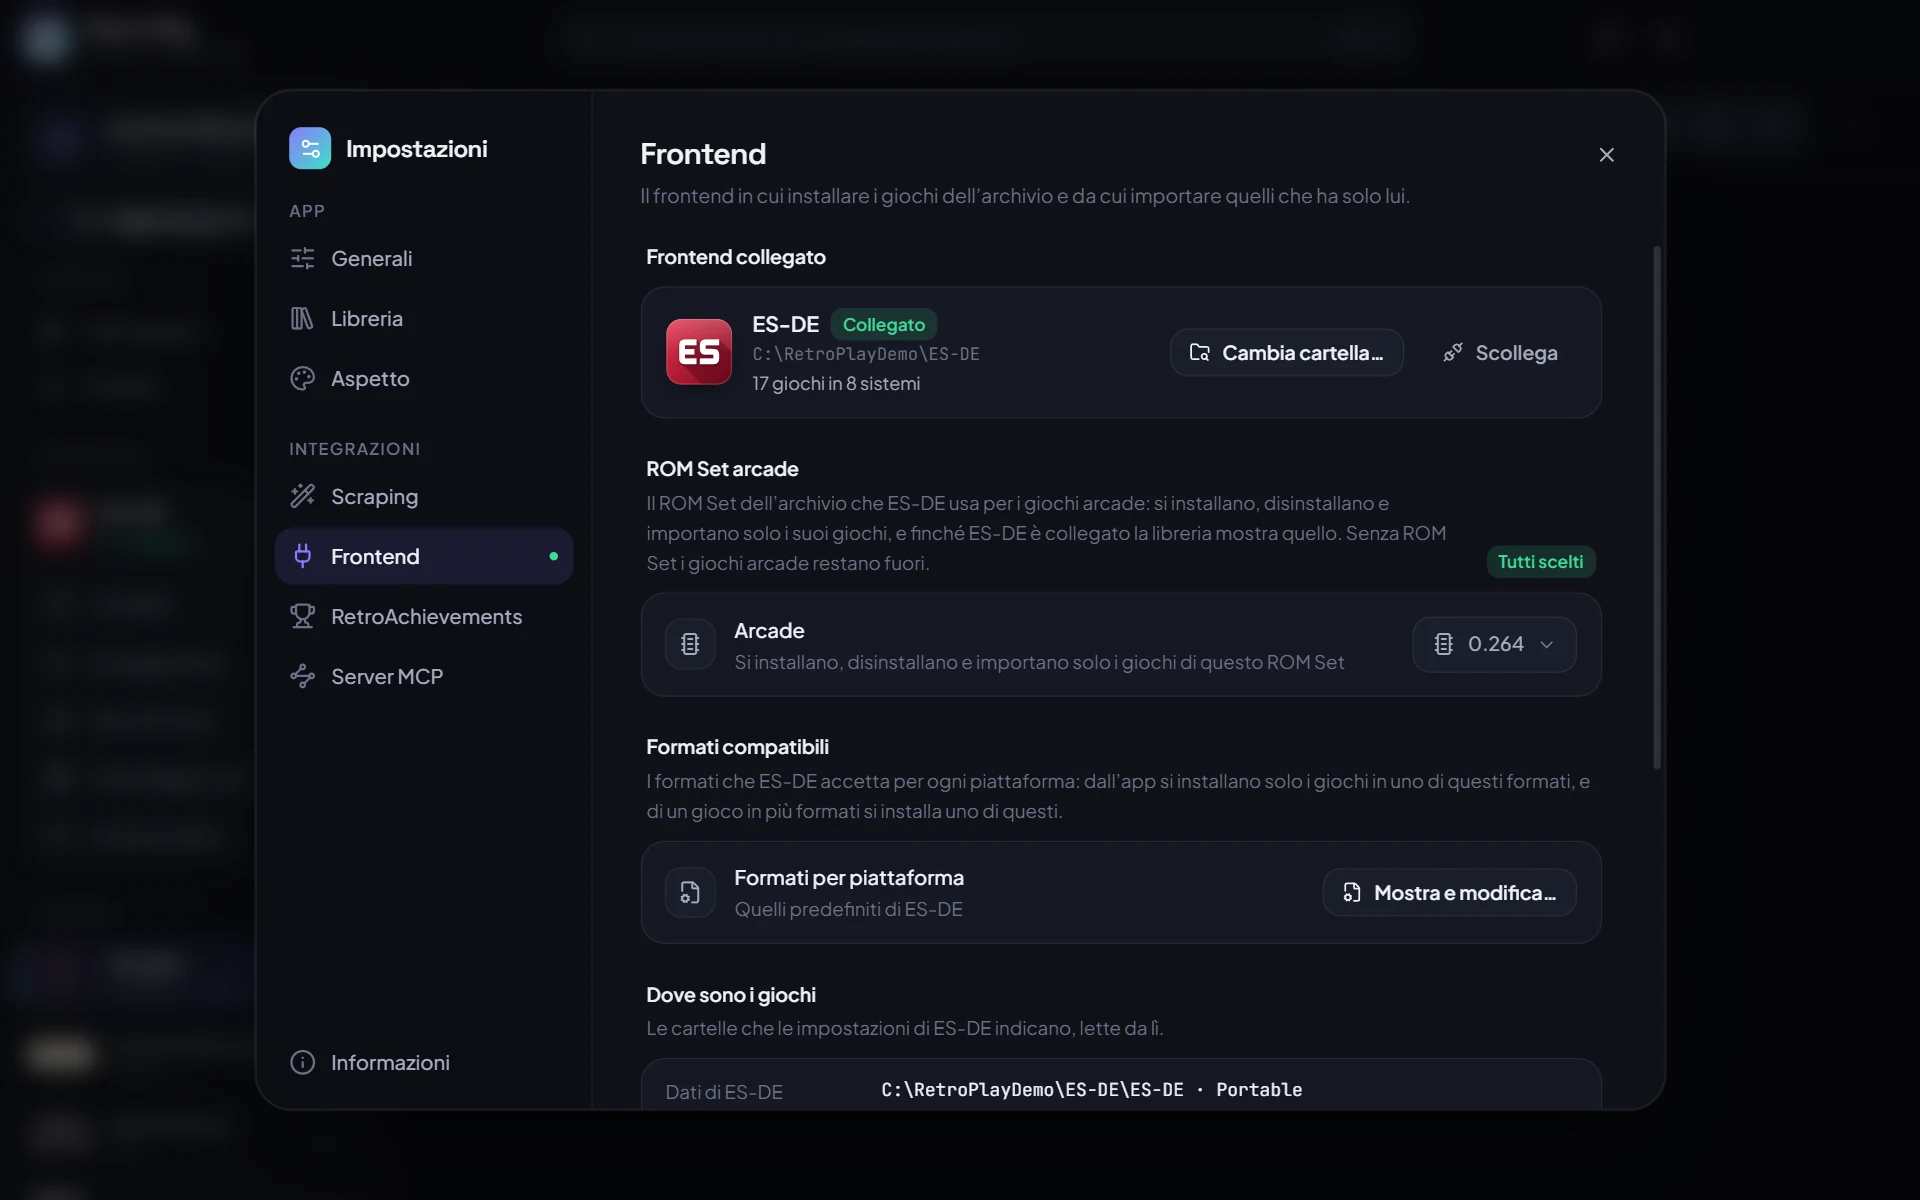 Impostazioni
APP
Generali
Libreria
Aspetto
INTEGRAZIONI
Scraping
Frontend
RetroAchievements
Server MCP
Informazioni
Frontend
Il frontend in cui installare i giochi dell’archivio e da cui importare quelli che ha solo lui.
Frontend collegato
ES
ES-DE Collegato
C:\RetroPlayDemo\ES-DE
17 giochi in 8 sistemi
Cambia cartella…
Scollega
ROM Set arcade
Il ROM Set dell’archivio che ES-DE usa per i giochi arcade: si installano, disinstallano e
importano solo i suoi giochi, e finché ES-DE è collegato la libreria mostra quello. Senza ROM
Set i giochi arcade restano fuori.
Tutti scelti
Arcade
Si installano, disinstallano e importano solo i giochi di questo ROM Set
0.264
Formati compatibili
I formati che ES-DE accetta per ogni piattaforma: dall’app si installano solo i giochi in uno di questi formati, e
di un gioco in più formati si installa uno di questi.
Formati per piattaforma
Quelli predefiniti di ES-DE
Mostra e modifica…
Dove sono i giochi
Le cartelle che le impostazioni di ES-DE indicano, lette da lì.
Dati di ES-DE
C:\RetroPlayDemo\ES-DE\ES-DE · Portable